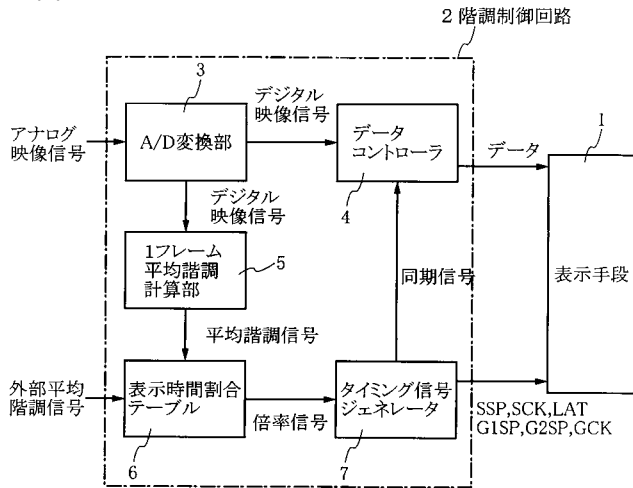 2 階調制御回路
3
デジタル
映像信号
アナログ
映像信号
A/D変換部
データ
コントローラ
データ
1
4
デジタル
映像信号
1フレーム
平均諧調
計算部
5
同期信号
表示手段
平均諧調信号
外部平均
階調信号
表示時間割合
テーブル
倍率信号
タイミング信号
ジェネレータ
SSP,SCK,LAT
G1SP,G2SP,GCK
6
7